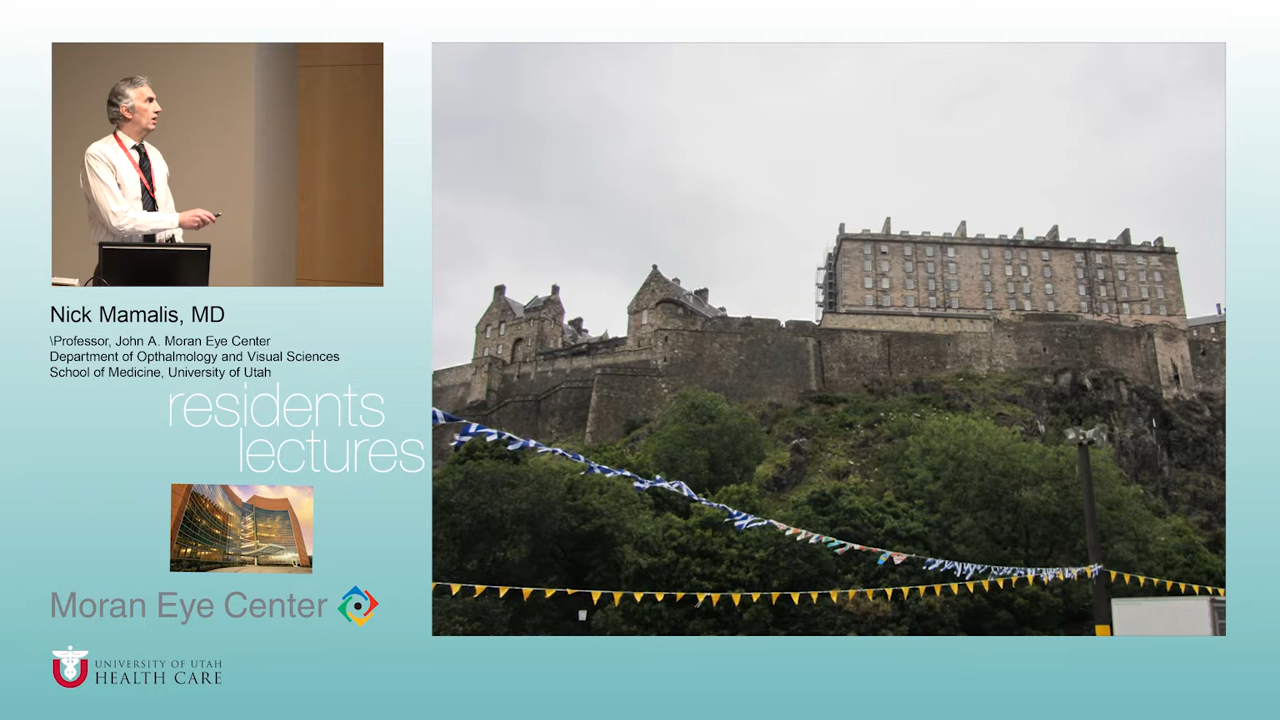 Nick Mamalis, MD
\Professor, John A. Moran Eye Center
Department of Opthalmology and Visual Sciences
School of Medicine, University of Utah
residents
lectures
Moran Eye Center
UNIVERSITY OF UTAH
HEALTH CARE